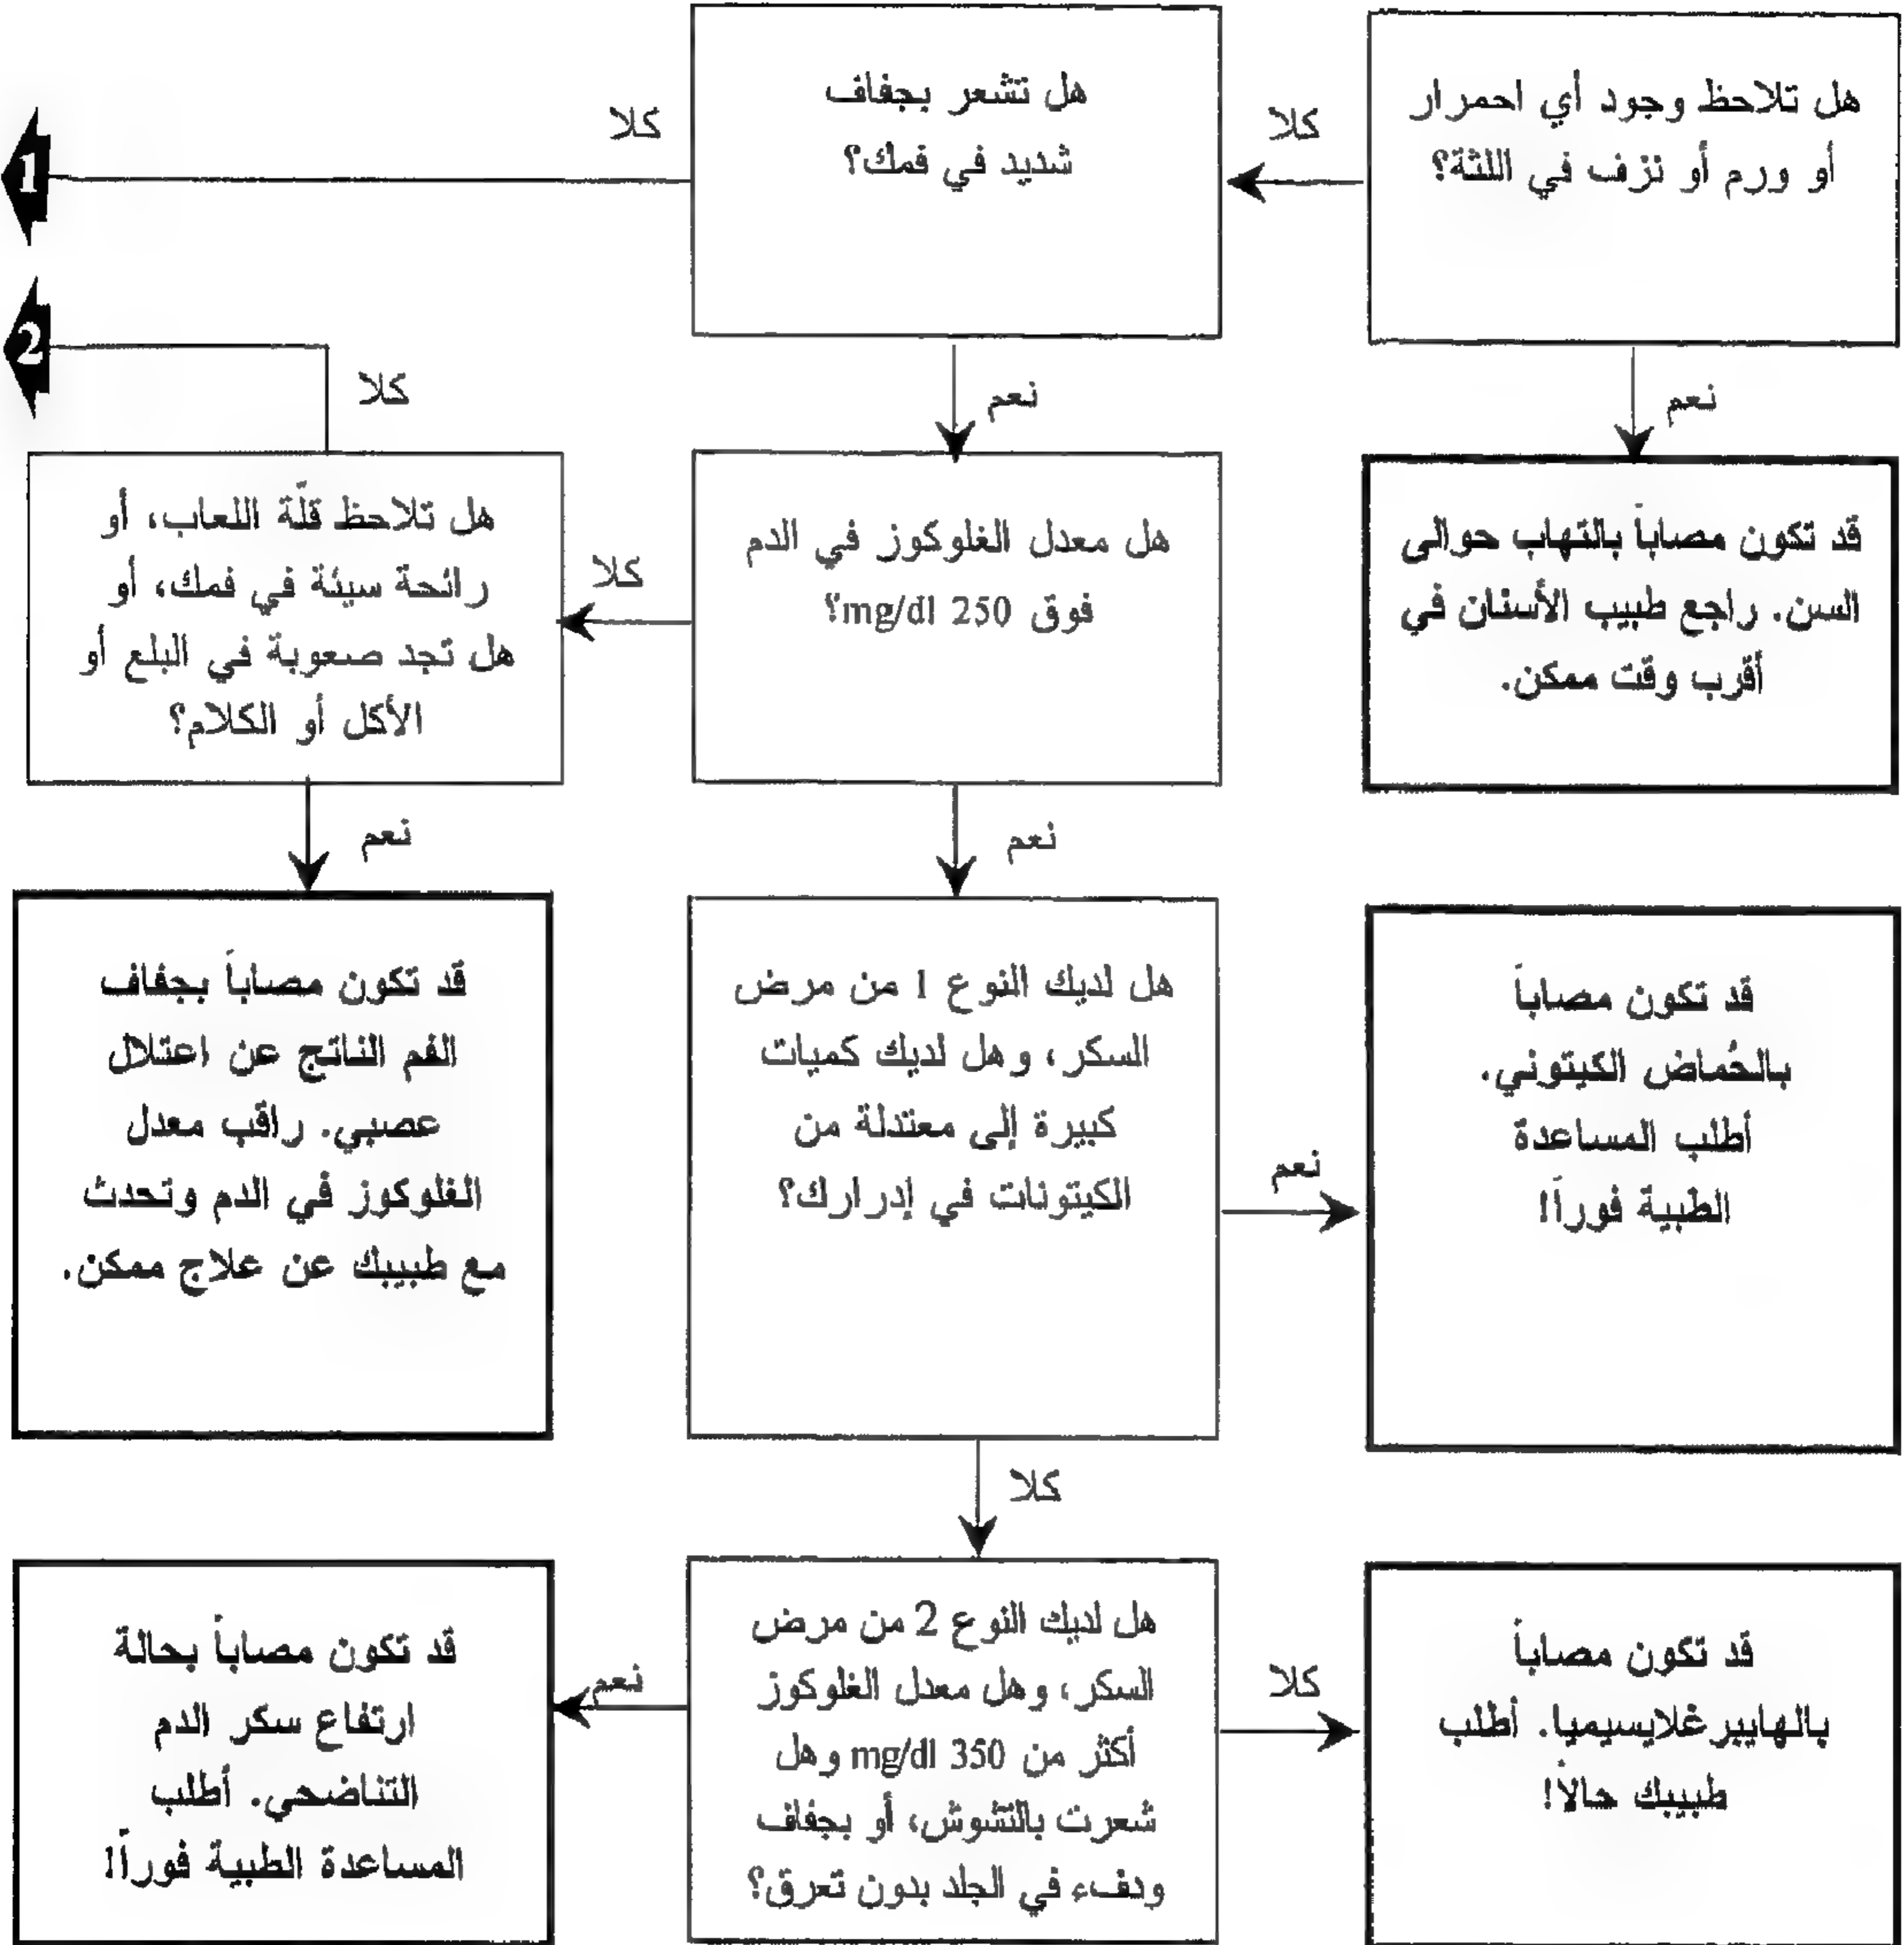 هل تلاحظ وجود أي احمرار
أو ورم أو نزف في اللثة؟
كلا
هل تشعر بجفاف
شديد في فمك؟
كلا
1
2
نعم
نعم
كلا
قد تكون مصاباً بالتهاب حوالى
السن. راجع طبيب الأسنان في
أقرب وقت ممكن.
هل معدل الغلوكوز في الدم
فوق 250 mg/dl؟
كلا
هل تلاحظ قلّة اللعاب، أو
رائحة سيئة في فمك، أو
هل تجد صعوبة في البلع أو
الأكل أو الكلام؟
نعم
نعم
قد تكون مصاباً
بالحُماض الكيتوني.
أطلب المساعدة
الطبية فوراً!
نعم
هل لديك النوع 1 من مرض
السكر، وهل لديك كميات
كبيرة إلى معتدلة من
الكيتونات في إدرارك؟
قد تكون مصاباً بجفاف
الفم الناتج عن اعتلال
عصبي. راقب معدل
الغلوكوز في الدم وتحدث
مع طبيبك عن علاج ممكن.
كلا
قد تكون مصاباً
بالهايبرغلايسيميا. أطلب
طبيبك حالاً!
كلا
هل لديك النوع 2 من مرض
السكر، وهل معدل الغلوكوز
أكثر من 350 mg/dl وهل
شعرت بالتشوش، أو بجفاف
ودفء في الجلد بدون تعرق؟
نعم
قد تكون مصاباً بحالة
ارتفاع سكر الدم
التناضحي. أطلب
المساعدة الطبية فوراً!